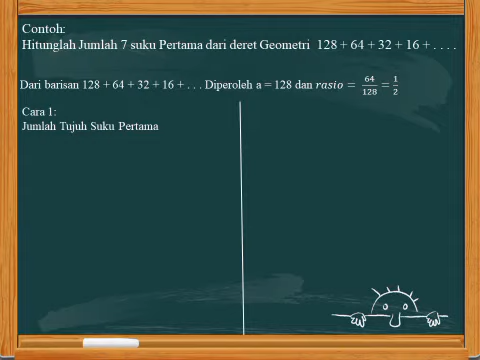 Contoh:
Hitunglah Jumlah 7 suku Pertama dari deret Geometri 128 + 64 + 32 + 16 + . . . .
Dari barisan 128 + 64 + 32 + 16 + . . . Diperoleh a = 128 dan rasio = 64/128 = 1/2
Cara 1:
Jumlah Tujuh Suku Pertama